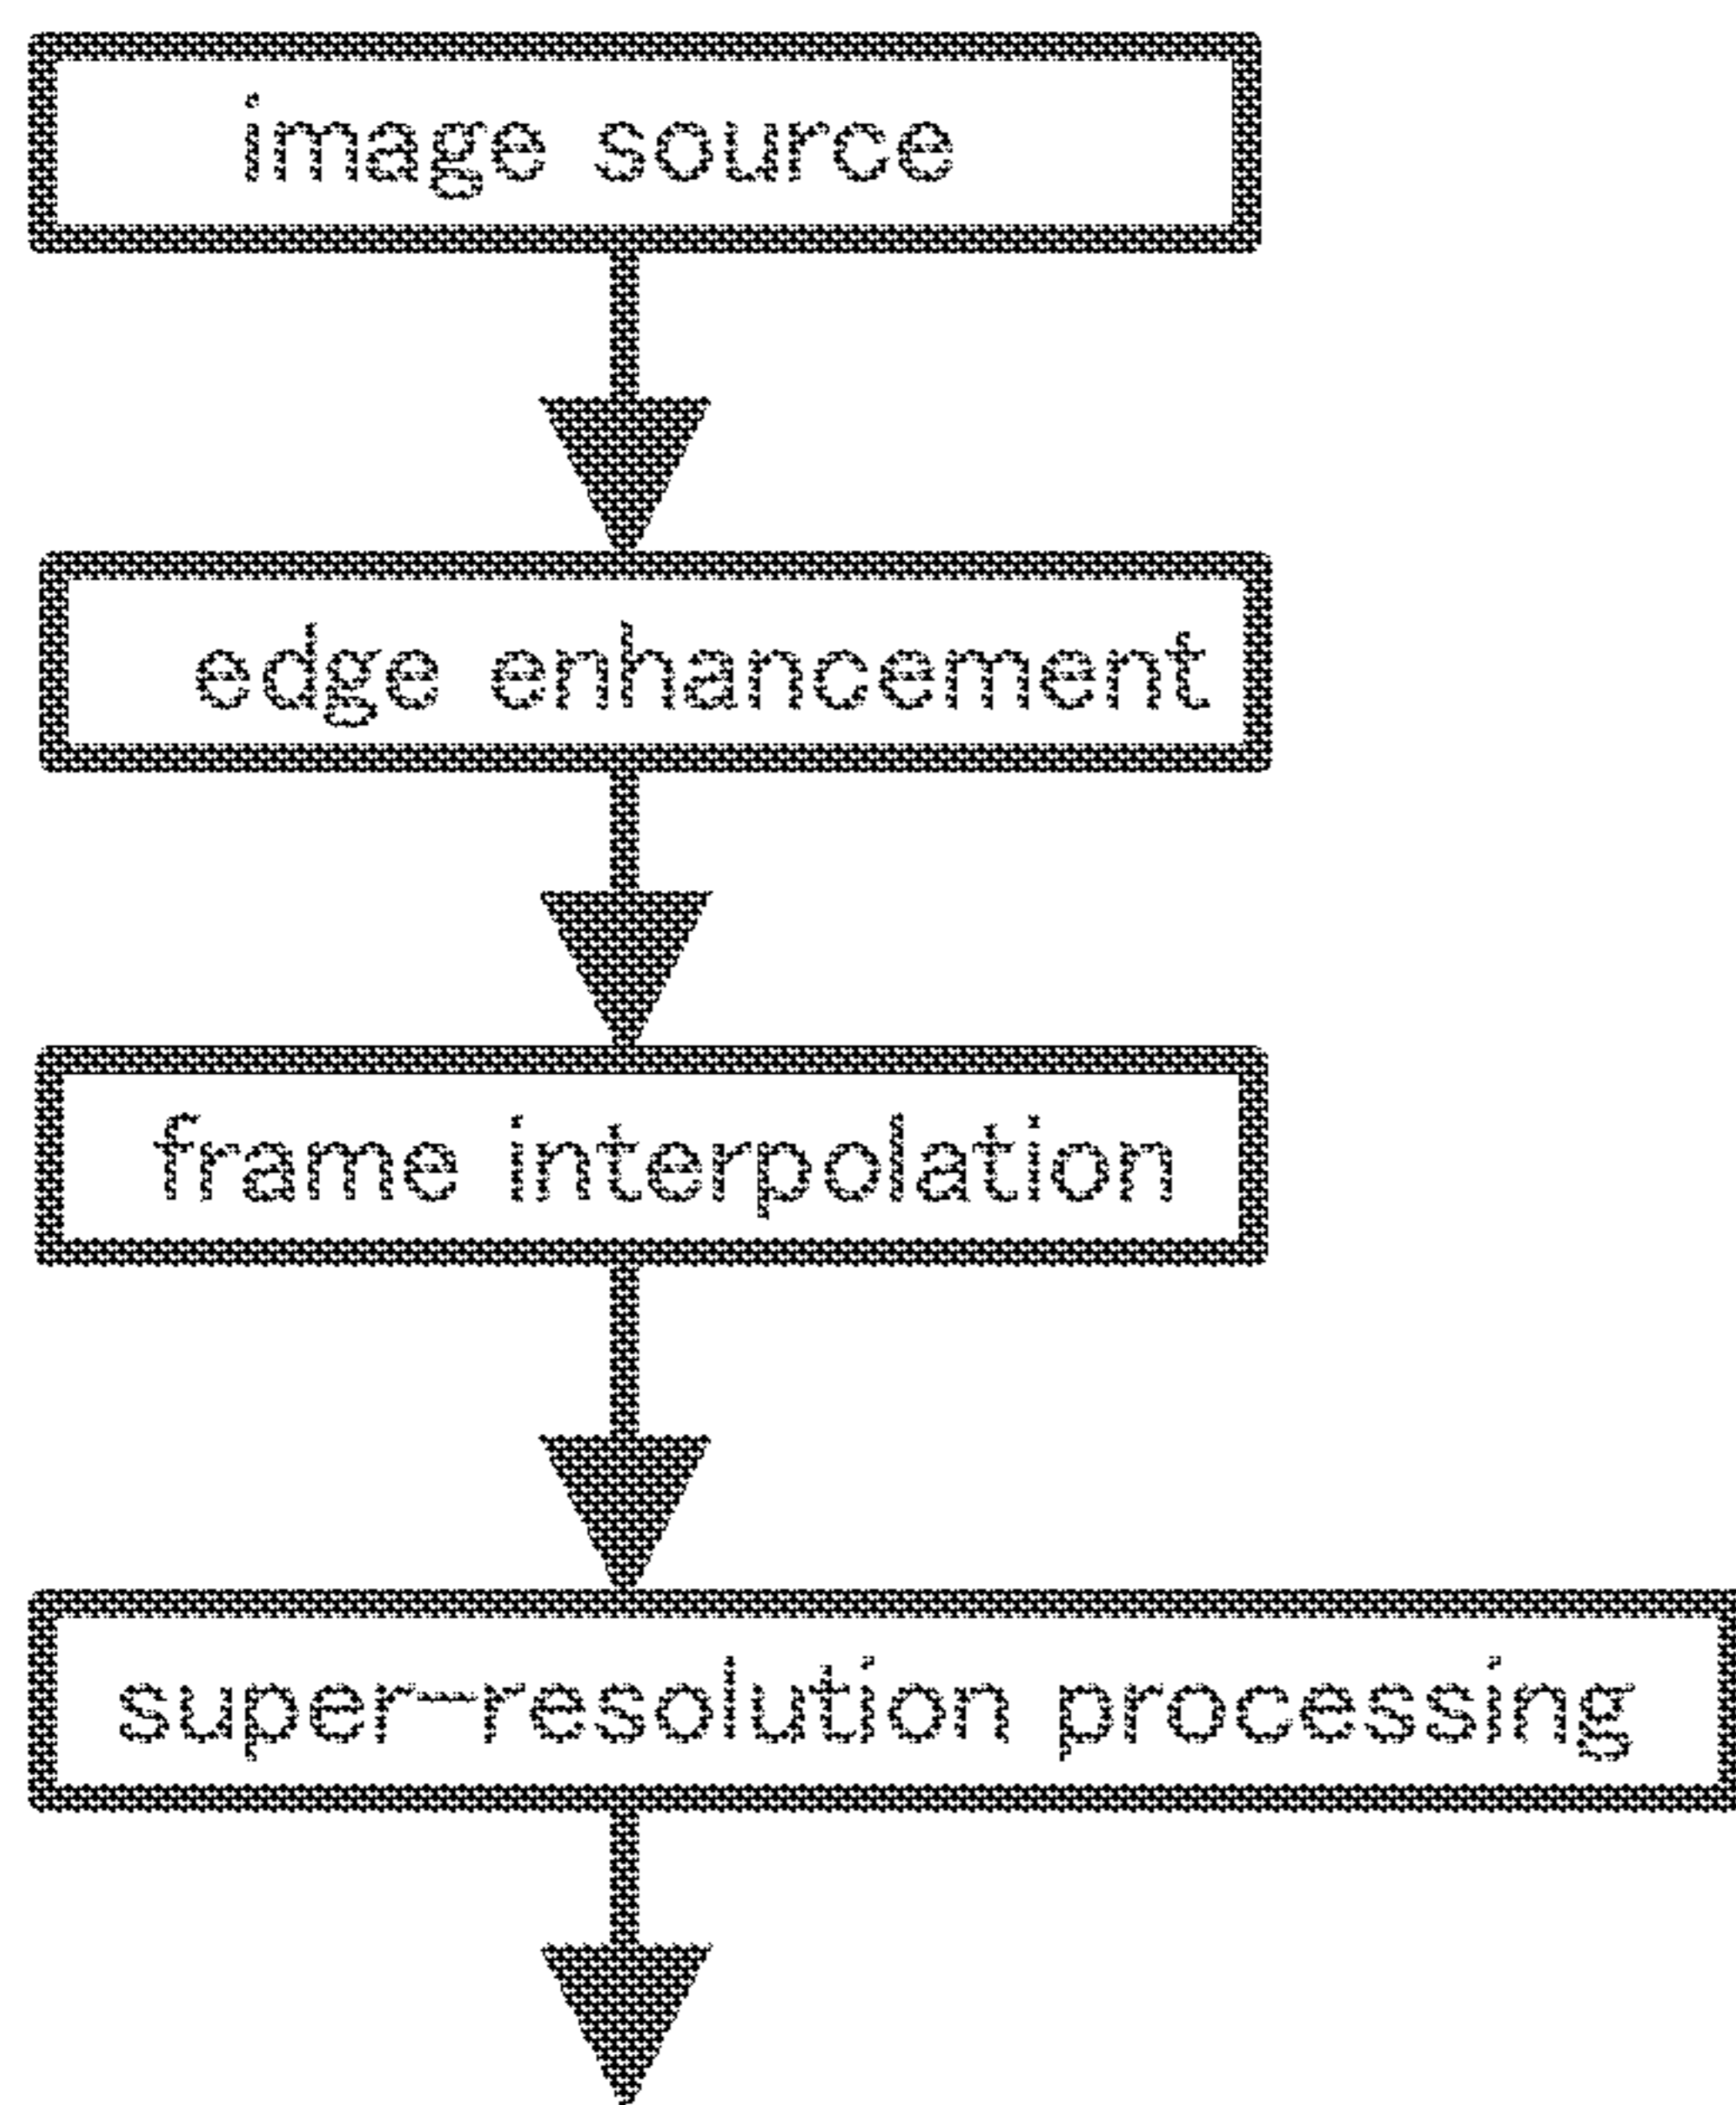 image source
edge enhancement
frame interpolation
super-resolution processing